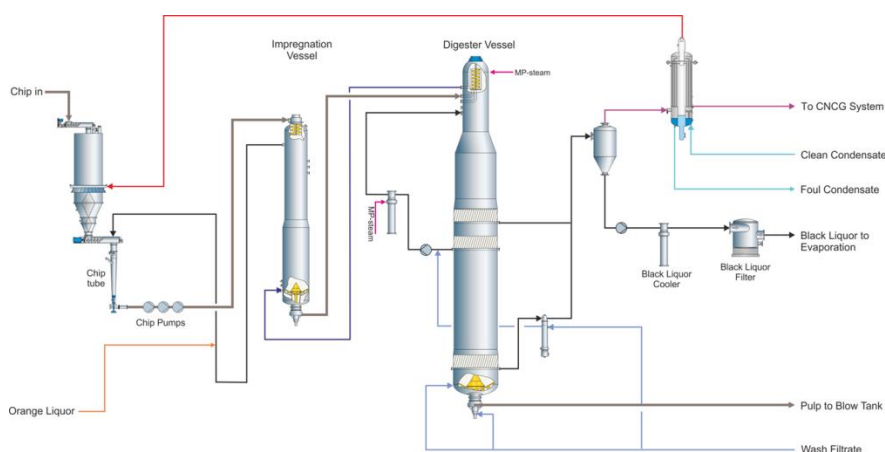 Impregnation
Vessel
Digester Vessel
MP-steam
Chip in
To CNCG System
Clean Condensate
Foul Condensate
MP-steam
Black Liquor to
Evaporation
Chip
tube
Black Liquor
Cooler
Black Liquor
Filter
Chip Pumps
Orange Liquor
Pulp to Blow Tank
Wash Filtrate